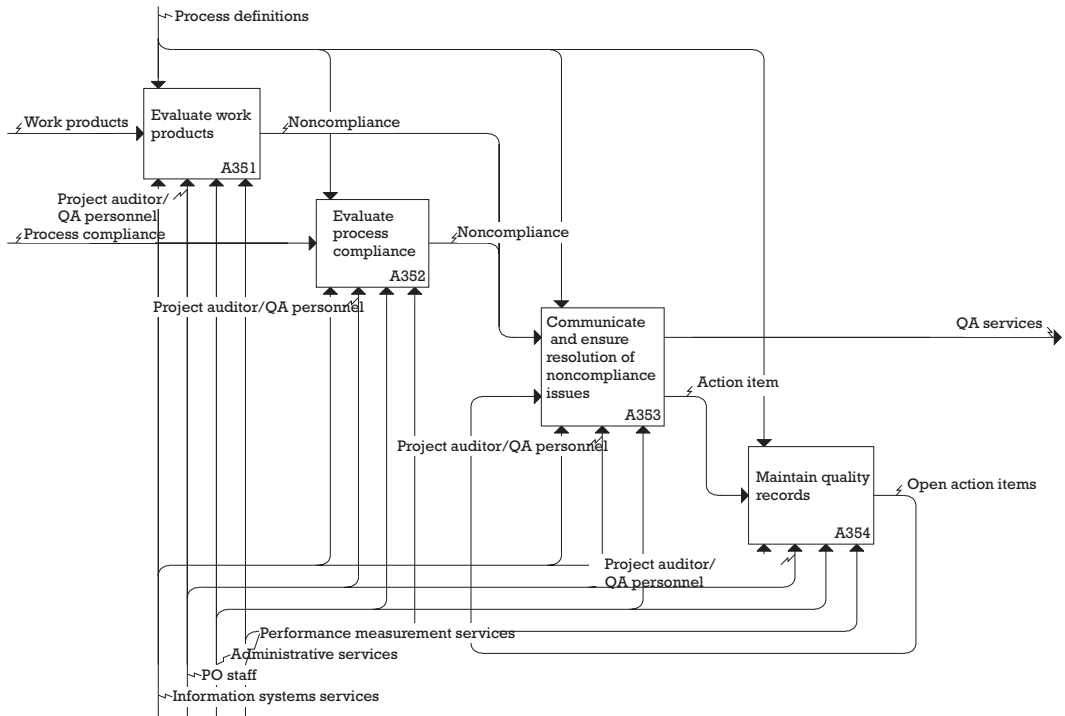 Process definitions
Work products
Evaluate work
products
A351
Noncompliance
Project auditor/
QA personnel
Process compliance
Evaluate
process
compliance
A352
Noncompliance
Project auditor/QA personnel
Communicate
and ensure
resolution of
noncompliance
issues
A353
QA services
Action item
Project auditor/QA personnel
Maintain quality
records
A354
Open action items
Project auditor/
QA personnel
Performance measurement services
Administrative services
PO staff
Information systems services